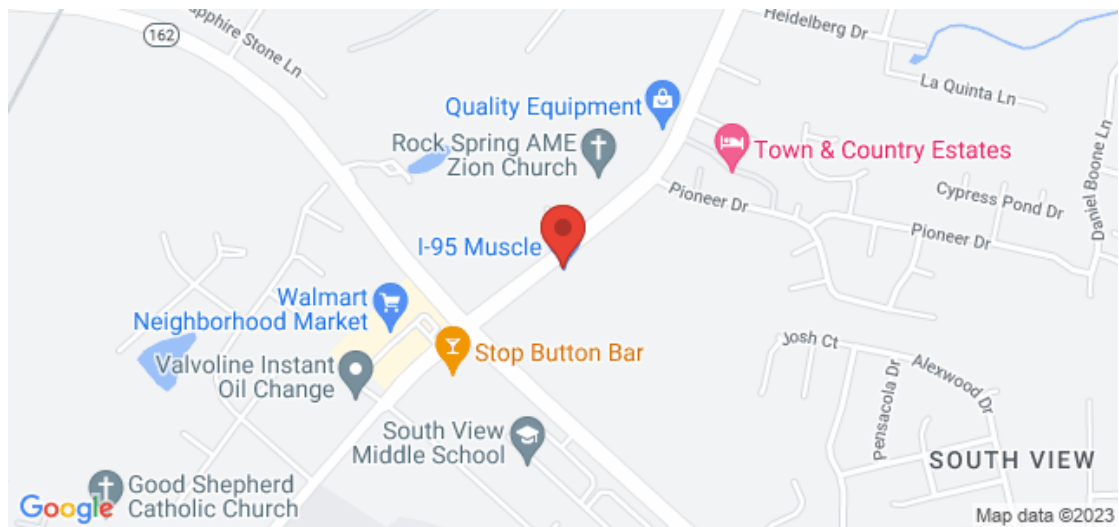 162
Sapphire Stone Ln
Heidelberg Dr
La Quinta Ln
Quality Equipment
Rock Spring AME
Zion Church
Town & Country Estates
Pioneer Dr
Cypress Pond Dr
Daniel Boone Ln
Pioneer Dr
I-95 Muscle
Walmart
Neighborhood Market
Stop Button Bar
Valvoline Instant
Oil Change
Josh Ct
Alexwood Dr
Pensacola Dr
South View
Middle School
SOUTH VIEW
Good Shepherd
Catholic Church
Google
Map data ©2023